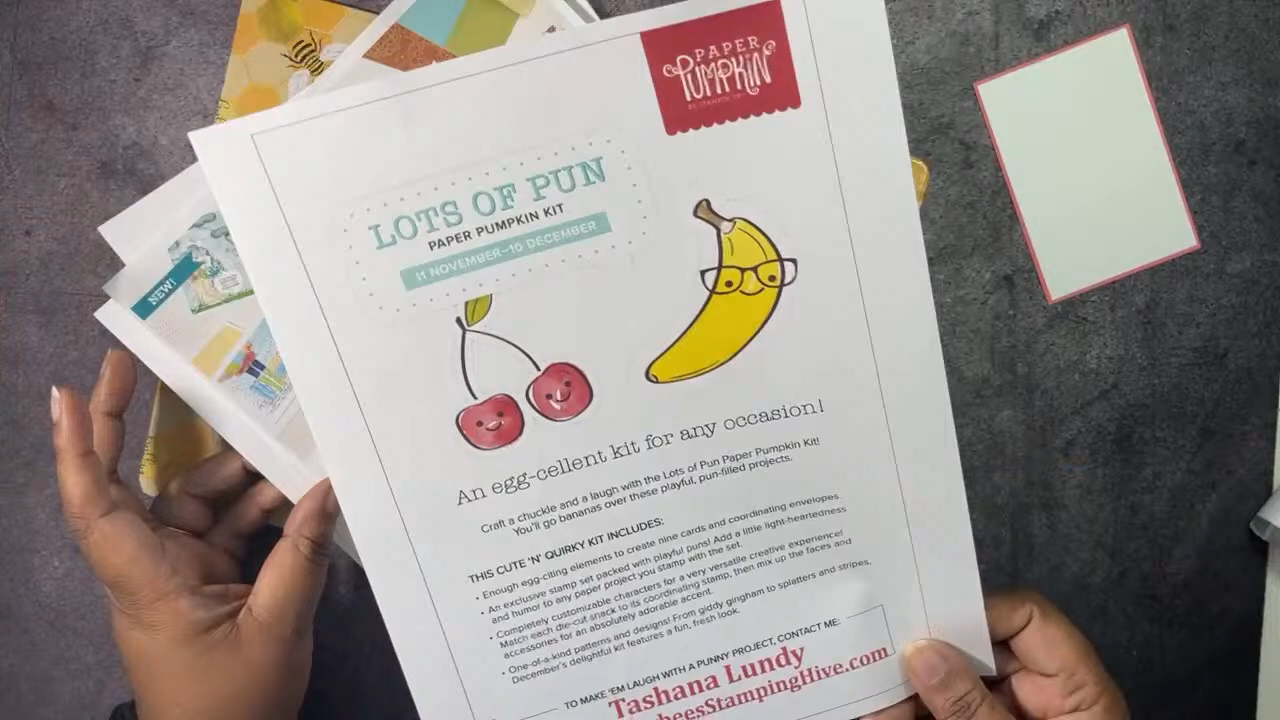 PAPER
PUMPKIN
BY STAMPIN' UP!
LOTS OF PUN
PAPER PUMPKIN KIT
11 NOVEMBER–10 DECEMBER
NEW!
An egg-cellent kit for any occasion!
Craft a chuckle and a laugh with the Lots of Pun Paper Pumpkin Kit!
You'll go bananas over these playful, pun-filled projects.
THIS CUTE 'N' QUIRKY KIT INCLUDES:
• Enough egg-citing elements to create nine cards and coordinating envelopes.
• An exclusive stamp set packed with playful puns! Add a little light-heartedness
and humor to any paper project you stamp with the set.
• Completely customizable characters for a very versatile creative experience!
Match each die-cut snack to its coordinating stamp, then mix up the faces and
accessories for an absolutely adorable accent.
• One-of-a-kind patterns and designs! From giddy gingham to splatters and stripes,
December's delightful kit features a fun, fresh look.
TO MAKE 'EM LAUGH WITH A PUNNY PROJECT, CONTACT ME:
Tashana Lundy
beesStampingHive.com